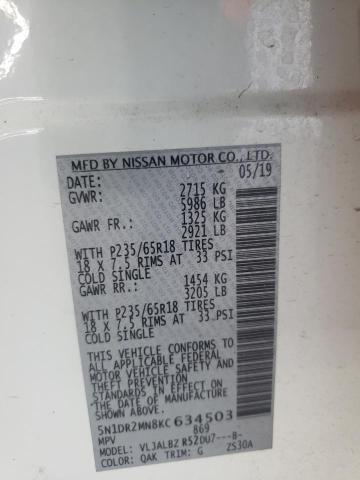 MFD BY NISSAN MOTOR CO., LTD.
DATE: 05/19
GVWR: 2715 KG
5986 LB
GAWR FR.: 1325 KG
2921 LB
WITH P235/65R18 TIRES
18 X 7.5 RIMS AT 33 PSI
COLD SINGLE
GAWR RR.: 1454 KG
3205 LB
WITH P235/65R18 TIRES
18 X 7.5 RIMS AT 33 PSI
COLD SINGLE
THIS VEHICLE CONFORMS TO
ALL APPLICABLE FEDERAL
MOTOR VEHICLE SAFETY AND
THEFT PREVENTION STANDARDS
IN EFFECT ON THE DATE OF
MANUFACTURE SHOWN ABOVE.
5N1DR2MN8KC634503
MPV 869
MODEL: VLJALBZ R52DU7---B-
COLOR: QAK TRIM: G ZS30A